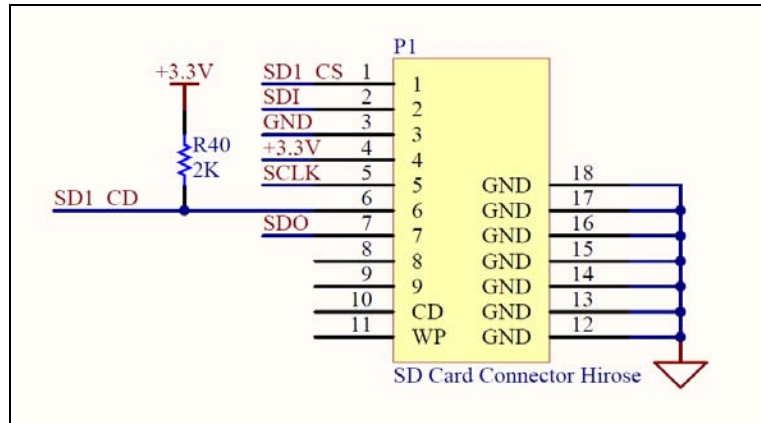 P1
+3.3V
SD1_CS 1 1
SDI 2 2
GND 3 3
R40
2K
+3.3V 4 4
SCLK 5 5 GND 18
SD1_CD 6 6 GND 17
SDO 7 7 GND 16
8 8 GND 15
9 9 GND 14
10 CD GND 13
11 WP GND 12
SD Card Connector Hirose